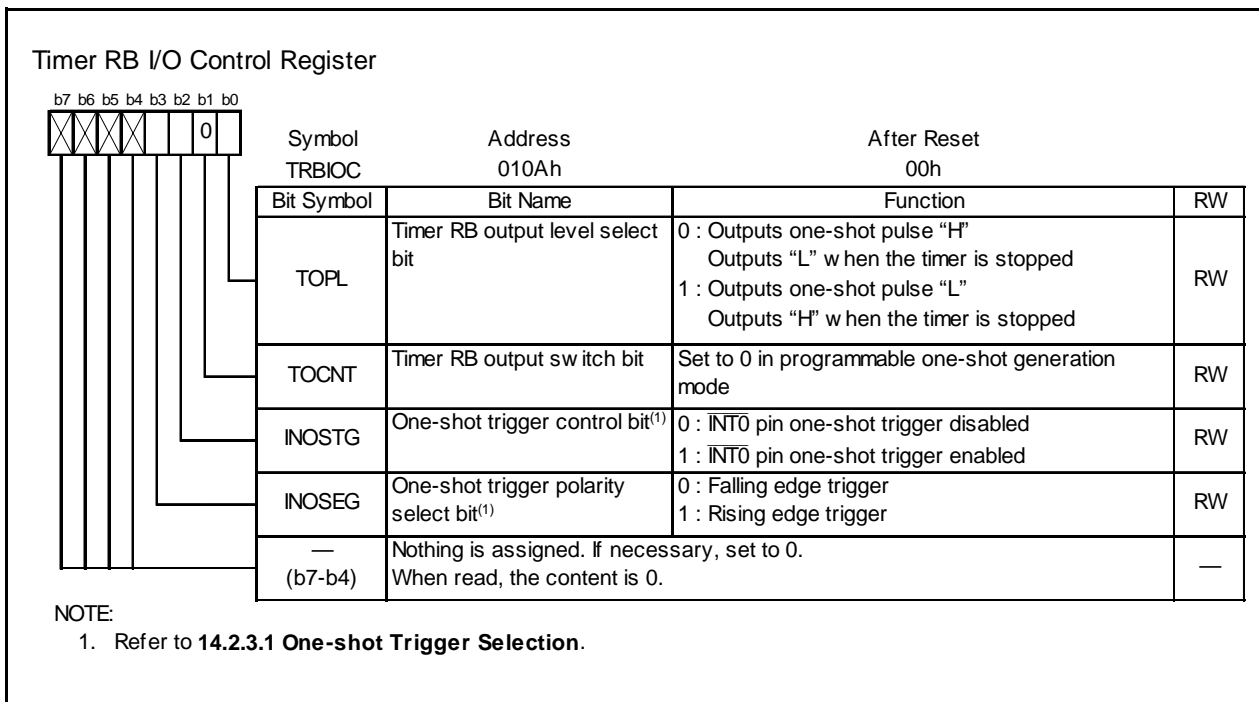 Timer RB I/O Control Register
b7 b6 b5 b4 b3 b2 b1 b0
0
Symbol Address After Reset
TRBIOC 010Ah 00h
Bit Symbol Bit Name Function RW
TOPL Timer RB output level select bit 0 : Outputs one-shot pulse “H”
Outputs “L” when the timer is stopped
1 : Outputs one-shot pulse “L”
Outputs “H” when the timer is stopped RW
TOCNT Timer RB output switch bit Set to 0 in programmable one-shot generation
mode RW
INOSTG One-shot trigger control bit(1) 0 : INT0 pin one-shot trigger disabled
1 : INT0 pin one-shot trigger enabled RW
INOSEG One-shot trigger polarity
select bit(1) 0 : Falling edge trigger
1 : Rising edge trigger RW
—
(b7-b4) Nothing is assigned. If necessary, set to 0.
When read, the content is 0. —
NOTE:
1. Refer to 14.2.3.1 One-shot Trigger Selection.